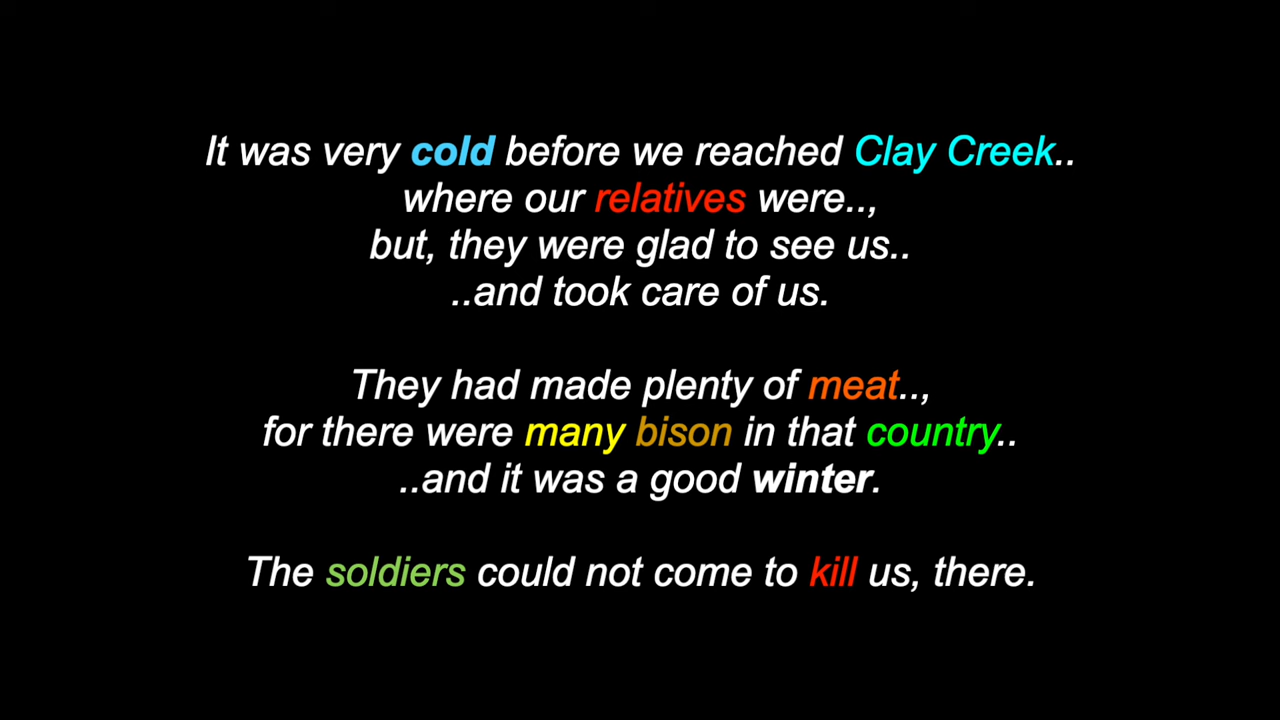 It was very cold before we reached Clay Creek..
where our relatives were..,
but, they were glad to see us..
..and took care of us.
They had made plenty of meat..,
for there were many bison in that country..
..and it was a good winter.
The soldiers could not come to kill us, there.